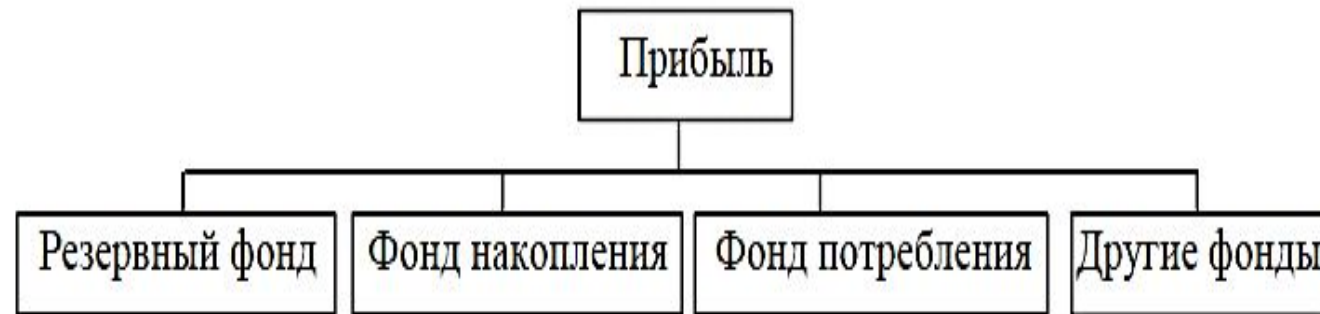 Прибыль
Резервный фонд
Фонд накопления
Фонд потребления
Другие фонды